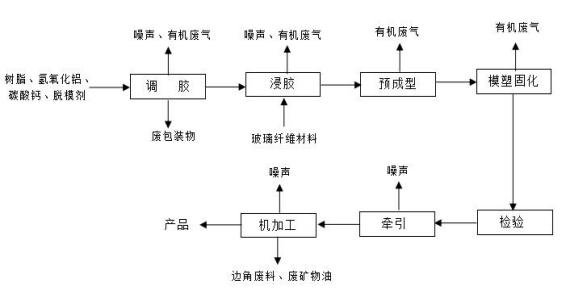 噪声、有机废气
噪声、有机废气
有机废气
有机废气
树脂、氢氧化铝、
碳酸钙、脱模剂
调 胶
浸胶
预成型
模塑固化
废包装物
玻璃纤维材料
噪声
噪声
产品
机加工
牵引
检验
边角废料、废矿物油